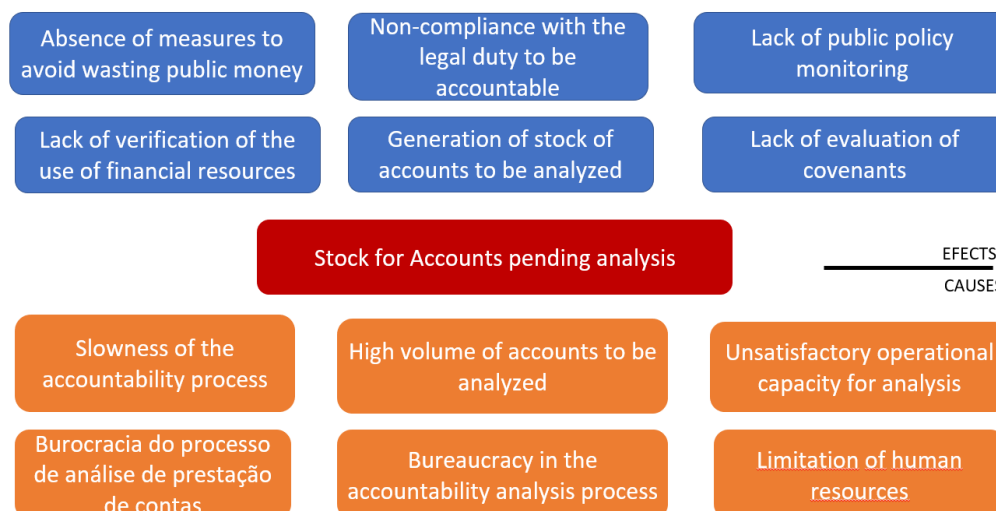 Absence of measures to
avoid wasting public money
Non-compliance with the
legal duty to be
accountable
Lack of public policy
monitoring
Lack of verification of the
use of financial resources
Generation of stock of
accounts to be analyzed
Lack of evaluation of
covenants
Stock for Accounts pending analysis
EFECTS
CAUSES
Slowness of the
accountability process
High volume of accounts to be
analyzed
Unsatisfactory operational
capacity for analysis
Burocracia do processo
de análise de prestação
de contas
Bureaucracy in the
accountability analysis process
Limitation of human
resources